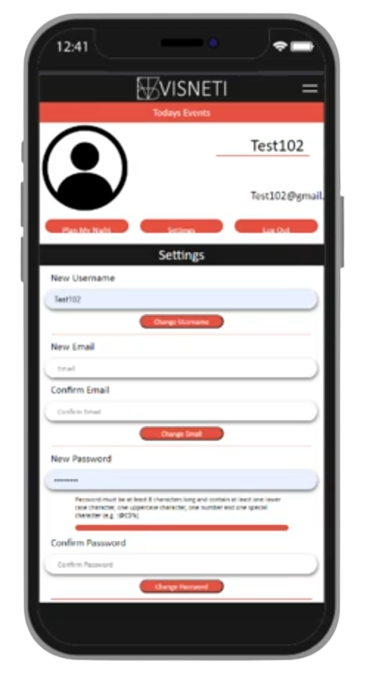 12:41
VISNETI
Todays Events
Test102
Test102@gmail.
Plan My Night Settings Log Out
Settings
New Username
Test102
Change Username
New Email
Email
Confirm Email
Confirm Email
Change Email
New Password
••••••••
Password must be at least 8 characters long and contain at least one lower
case character, one uppercase character, one number and one special
character (e.g.
Confirm Password
Confirm Password
Change Password